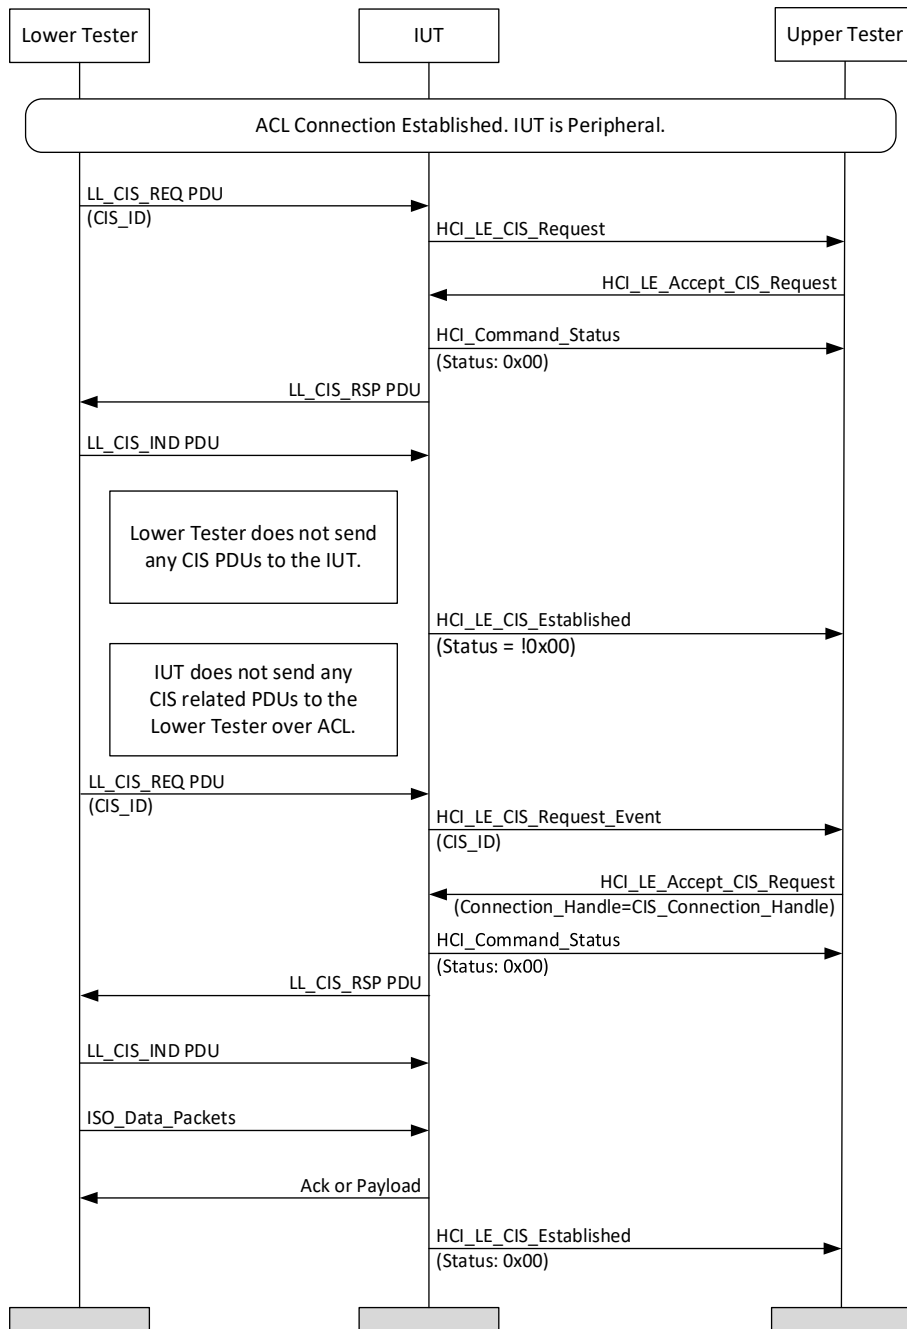 Lower Tester
IUT
Upper Tester
ACL Connection Established. IUT is Peripheral.
LL_CIS_REQ PDU
(CIS_ID)
HCI_LE_CIS_Request
HCI_LE_Accept_CIS_Request
HCI_Command_Status
(Status: 0x00)
LL_CIS_RSP PDU
LL_CIS_IND PDU
Lower Tester does not send
any CIS PDUs to the IUT.
HCI_LE_CIS_Established
(Status = !0x00)
IUT does not send any
CIS related PDUs to the
Lower Tester over ACL.
LL_CIS_REQ PDU
(CIS_ID)
HCI_LE_CIS_Request_Event
(CIS_ID)
HCI_LE_Accept_CIS_Request
(Connection_Handle=CIS_Connection_Handle)
HCI_Command_Status
(Status: 0x00)
LL_CIS_RSP PDU
LL_CIS_IND PDU
ISO_Data_Packets
Ack or Payload
HCI_LE_CIS_Established
(Status: 0x00)